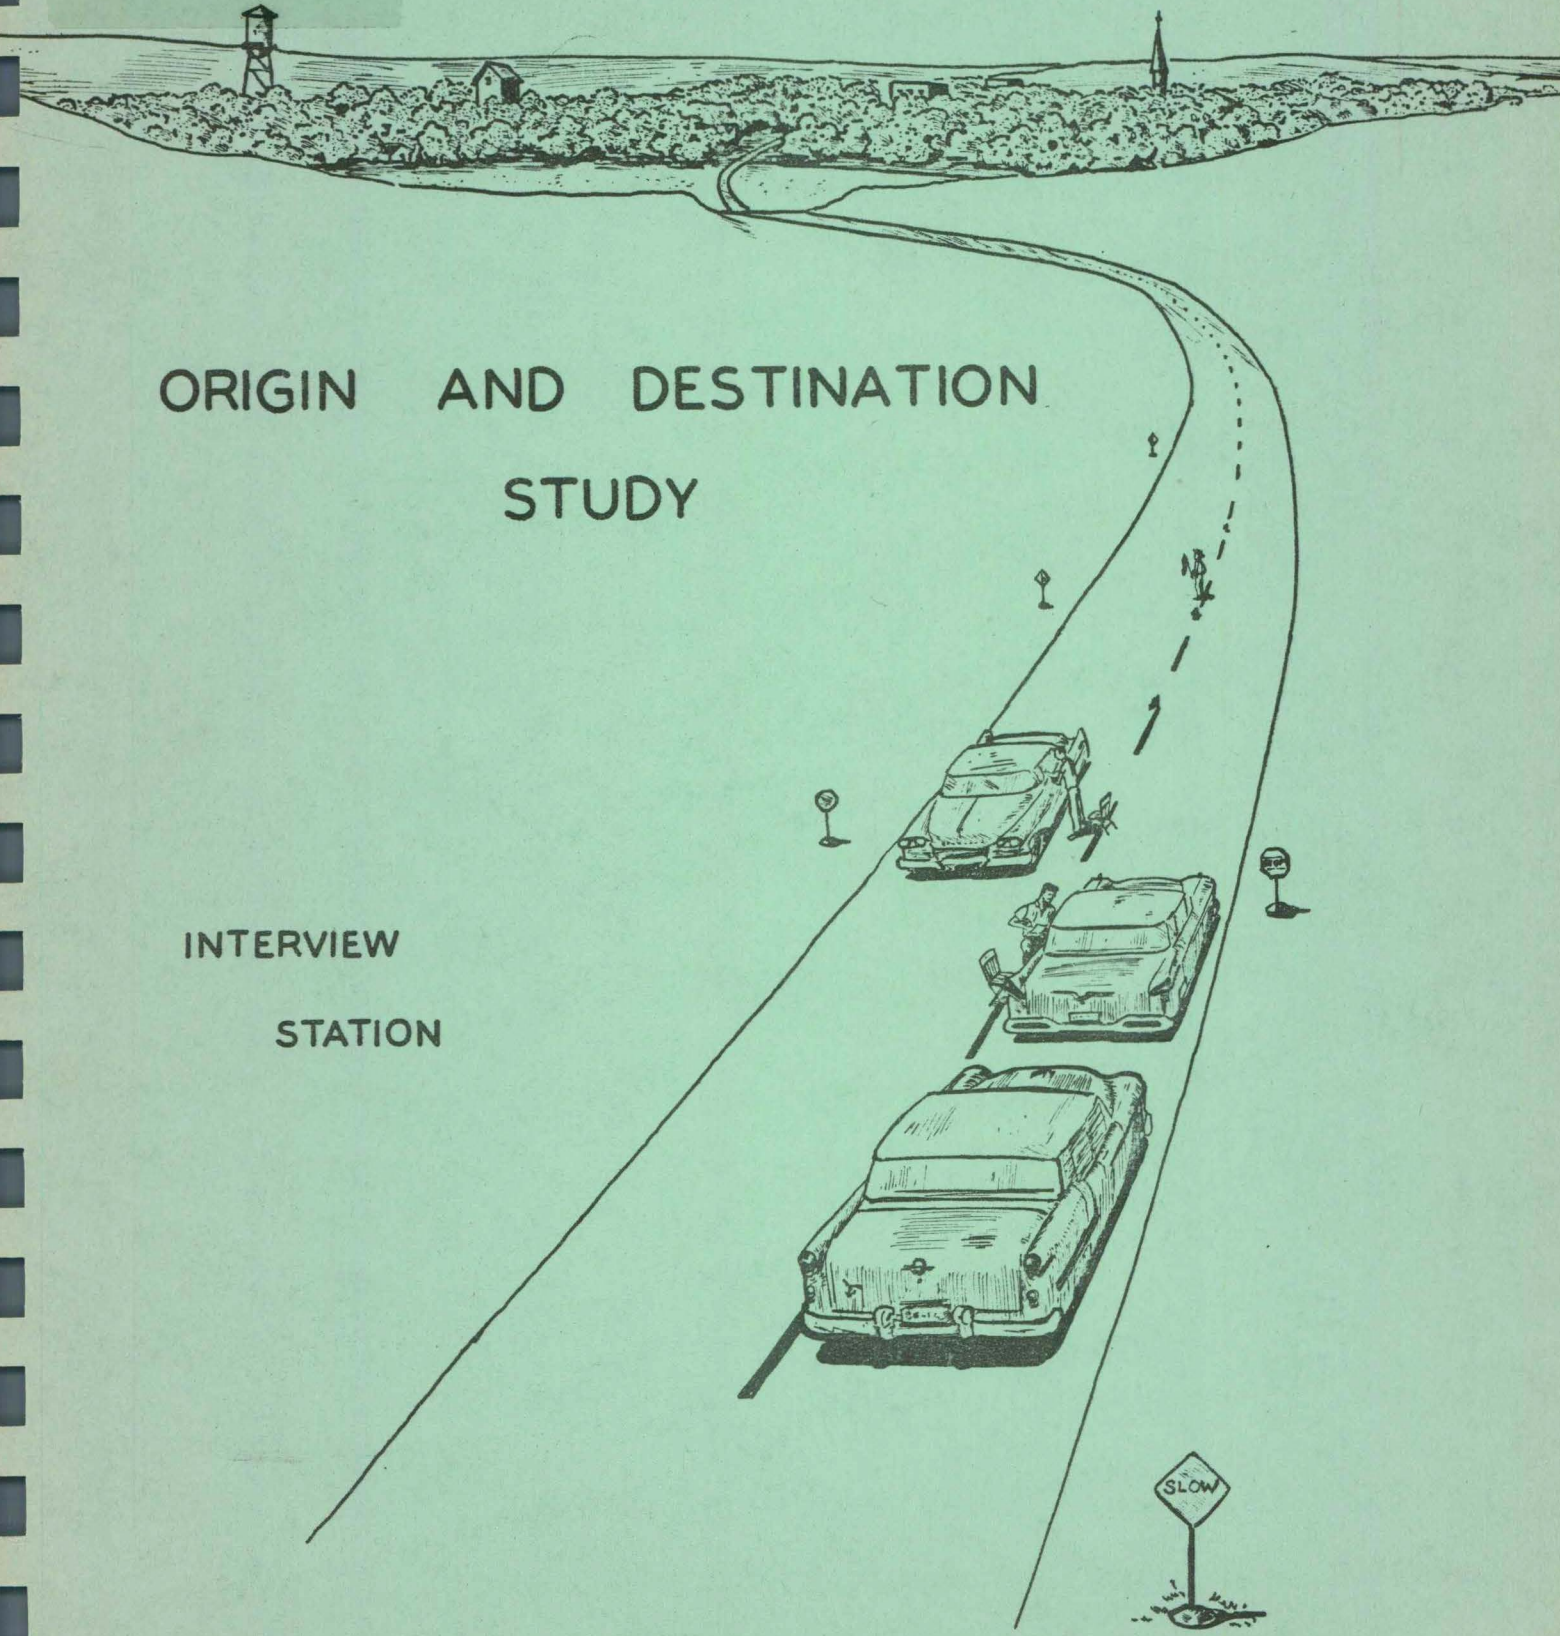 ORIGIN AND DESTINATION
STUDY
INTERVIEW
STATION
SLOW